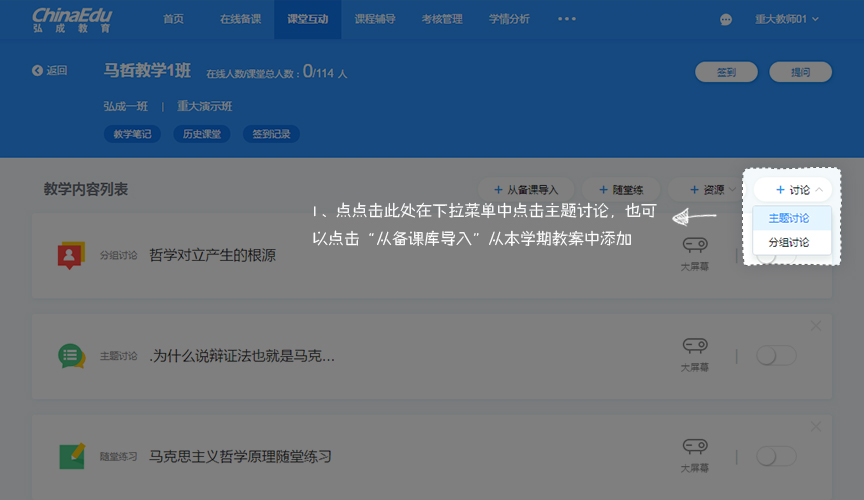 ChinaEdu
弘成教育
首页 在线备课 课堂互动 课程辅导 考核管理 学情分析 ••• 重大教师01
返回 马哲教学1班 在线人数/课堂总人数：0/114 人 签到 提问
弘成一班 | 重大演示班
教学笔记 历史课堂 签到记录
教学内容列表 + 从备课导入 + 随堂练 + 资源 + 讨论
主题讨论
分组讨论
1、点点击此处在下拉菜单中点击主题讨论，也可
以点击“从备课库导入”从本学期教案中添加
分组讨论 哲学对立产生的根源 大屏幕
主题讨论 .为什么说辩证法也就是马克... 大屏幕
随堂练习 马克思主义哲学原理随堂练习 大屏幕